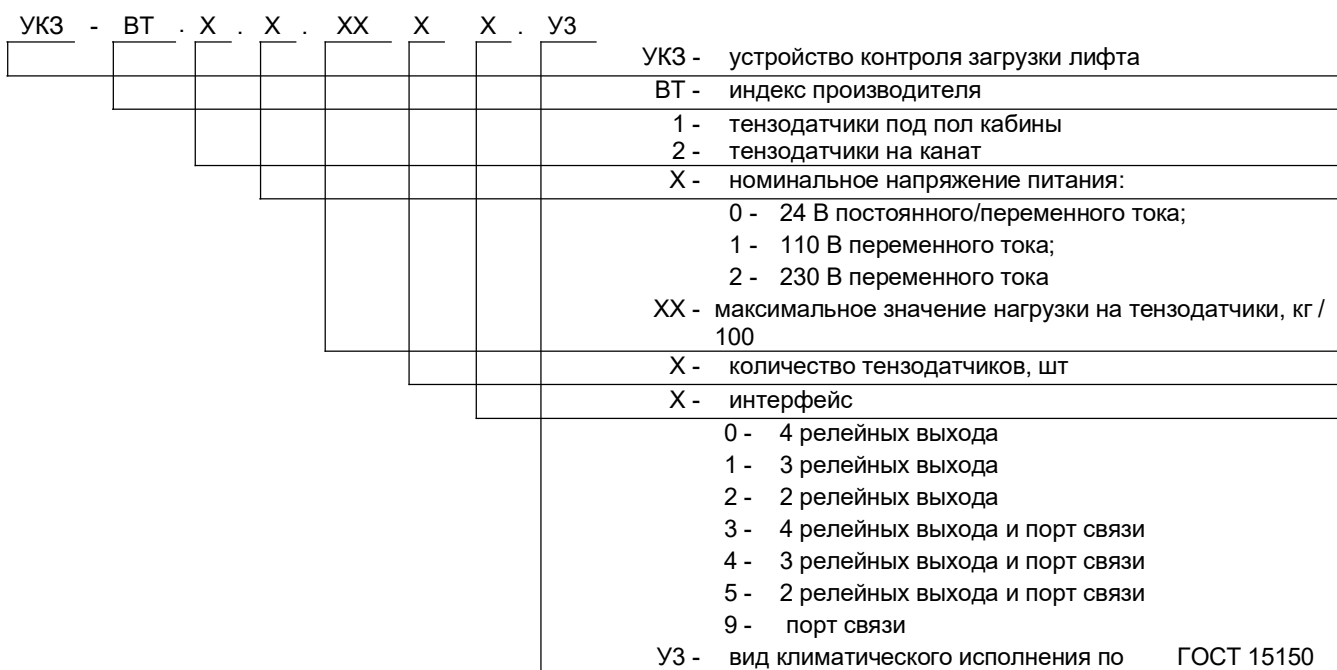 УКЗ - ВТ . Х . Х . ХХ Х Х . У3
УКЗ - устройство контроля загрузки лифта
ВТ - индекс производителя
1 - тензодатчики под пол кабины
2 - тензодатчики на канат
Х - номинальное напряжение питания:
0 - 24 В постоянного/переменного тока;
1 - 110 В переменного тока;
2 - 230 В переменного тока
ХХ - максимальное значение нагрузки на тензодатчики, кг /
100
Х - количество тензодатчиков, шт
Х - интерфейс
0 - 4 релейных выхода
1 - 3 релейных выхода
2 - 2 релейных выхода
3 - 4 релейных выхода и порт связи
4 - 3 релейных выхода и порт связи
5 - 2 релейных выхода и порт связи
9 - порт связи
У3 - вид климатического исполнения по ГОСТ 15150